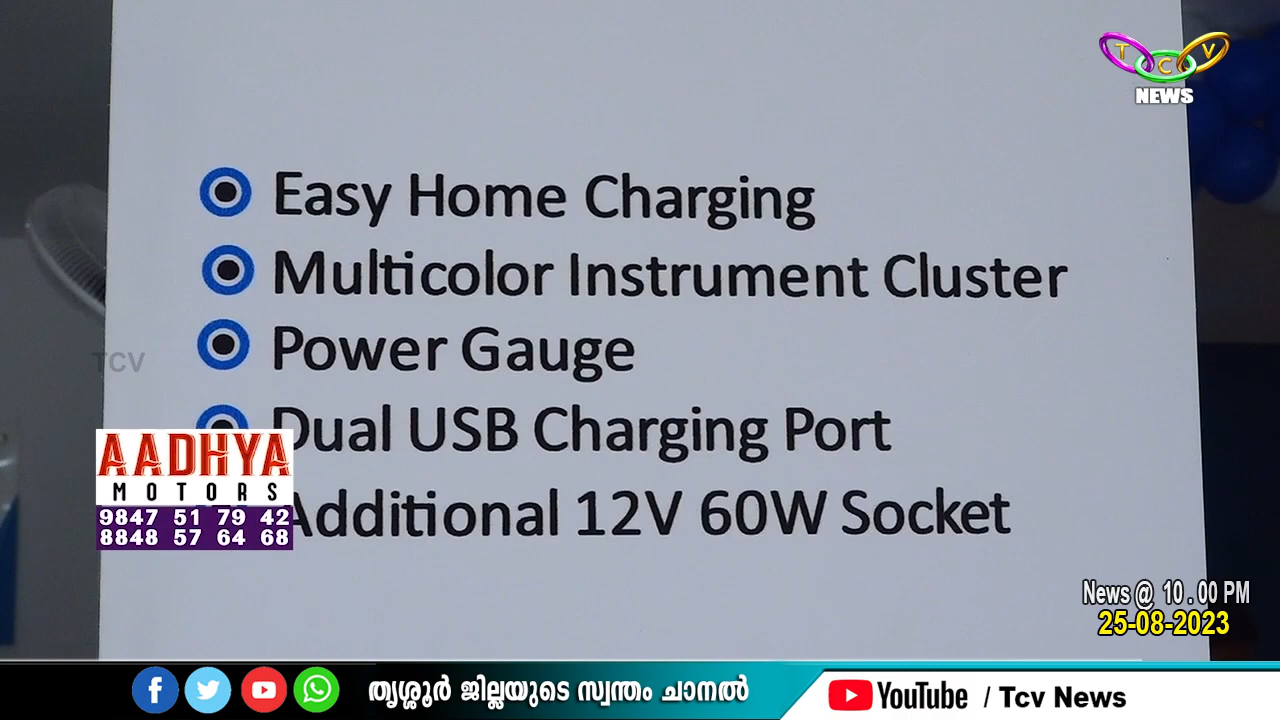 T C V
NEWS
Easy Home Charging
Multicolor Instrument Cluster
Power Gauge
TCV
Dual USB Charging Port
Additional 12V 60W Socket
AADHYA
MOTORS
9847 51 79 42
8848 57 64 68
News @ 10.00 PM
25-08-2023
തൃശ്ശൂർ ജില്ലയുടെ സ്വന്തം ചാനൽ
YouTube / Tcv News